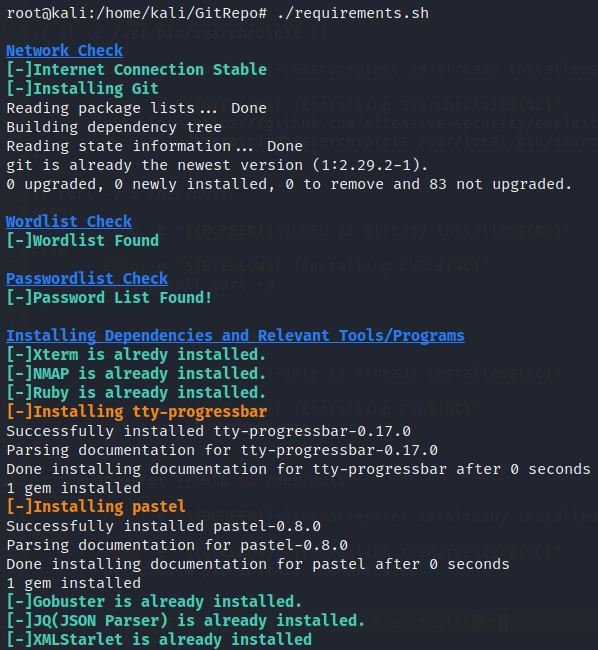 root@kali:/home/kali/GitRepo# ./requirements.sh
Network Check
[-]Internet Connection Stable
[-]Installing Git
Reading package lists... Done
Building dependency tree
Reading state information... Done
git is already the newest version (1:2.29.2-1).
0 upgraded, 0 newly installed, 0 to remove and 83 not upgraded.
Wordlist Check
[-]Wordlist Found
Passwordlist Check
[-]Password List Found!
Installing Dependencies and Relevant Tools/Programs
[-]Xterm is alredy installed.
[-]NMAP is already installed.
[-]Ruby is already installed.
[-]Installing tty-progressbar
Successfully installed tty-progressbar-0.17.0
Parsing documentation for tty-progressbar-0.17.0
Done installing documentation for tty-progressbar after 0 seconds
1 gem installed
[-]Installing pastel
Successfully installed pastel-0.8.0
Parsing documentation for pastel-0.8.0
Done installing documentation for pastel after 0 seconds
1 gem installed
[-]Gobuster is already installed.
[-]JQ(JSON Parser) is already installed.
[-]XMLStarlet is already installed